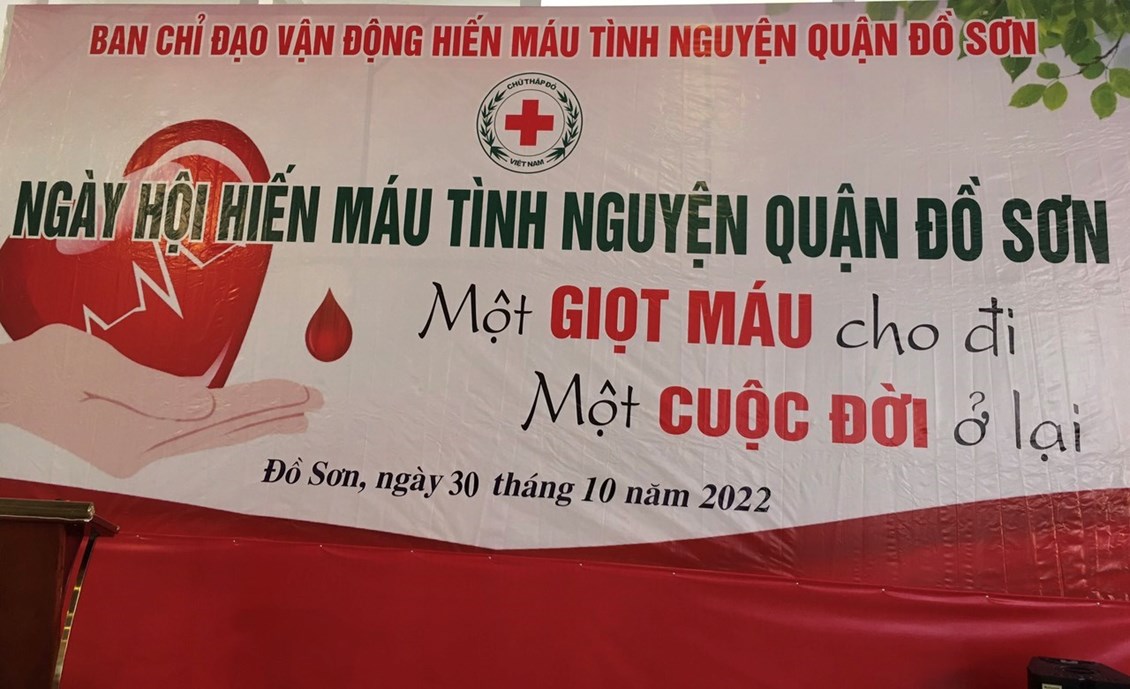 BAN CHỈ ĐẠO VẬN ĐỘNG HIẾN MÁU TÌNH NGUYỆN QUẬN ĐỒ SƠN
CHỮ THẬP ĐỎ
VIỆT NAM
NGÀY HỘI HIẾN MÁU TÌNH NGUYỆN QUẬN ĐỒ SƠN
Một GIỌT MÁU cho đi
Một CUỘC ĐỜI ở lại
Đồ Sơn, ngày 30 tháng 10 năm 2022